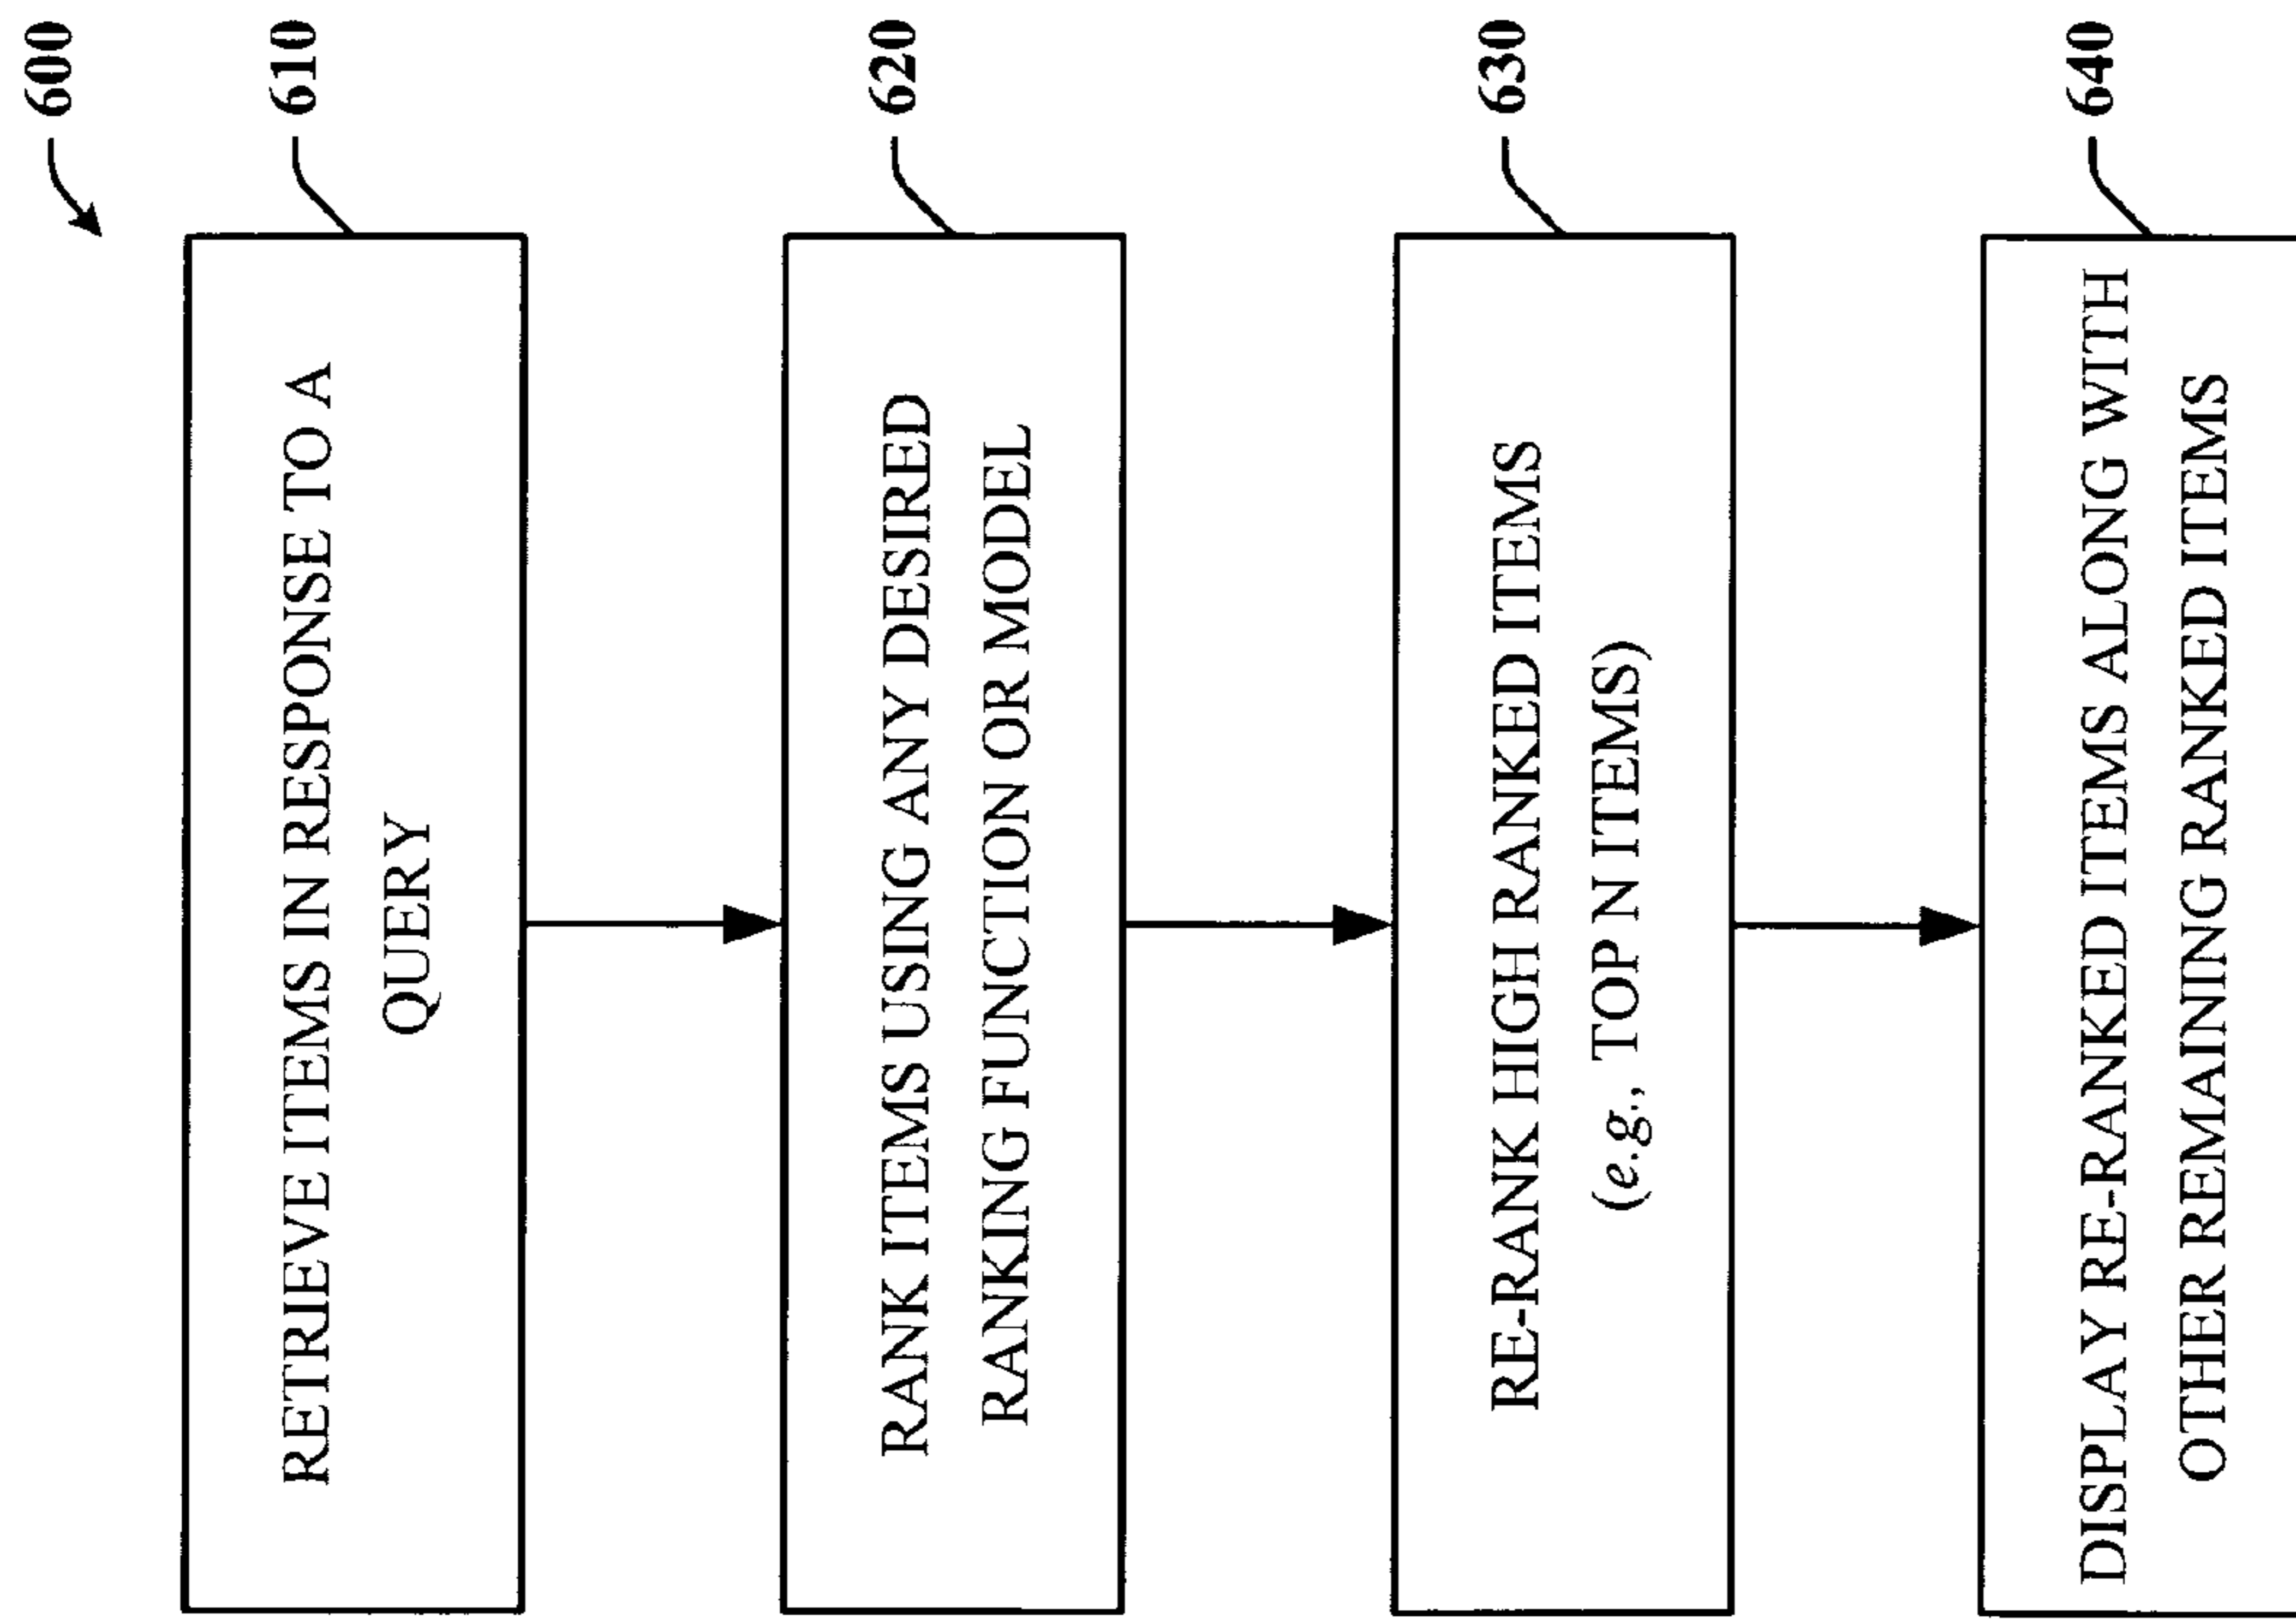 600
610
RETRIEVE ITEMS IN RESPONSE TO A
QUERY
620
RANK ITEMS USING ANY DESIRED
RANKING FUNCTION OR MODEL
630
RE-RANK HIGH RANKED ITEMS
(e.g., TOP N ITEMS)
640
DISPLAY RE-RANKED ITEMS ALONG WITH
OTHER REMAINING RANKED ITEMS